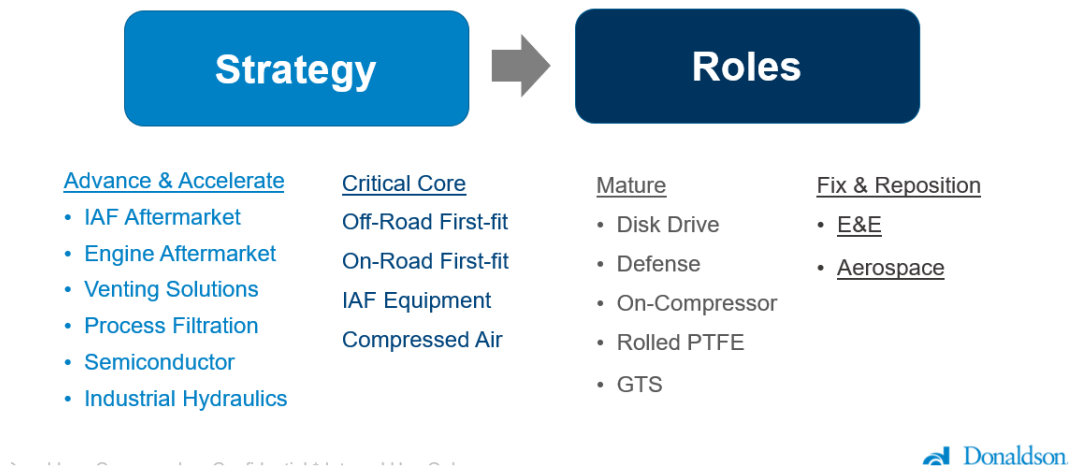 Strategy
Roles
Advance & Accelerate
• IAF Aftermarket
• Engine Aftermarket
• Venting Solutions
• Process Filtration
• Semiconductor
• Industrial Hydraulics
Critical Core
Off-Road First-fit
On-Road First-fit
IAF Equipment
Compressed Air
Mature
• Disk Drive
• Defense
• On-Compressor
• Rolled PTFE
• GTS
Fix & Reposition
• E&E
• Aerospace
Donaldson